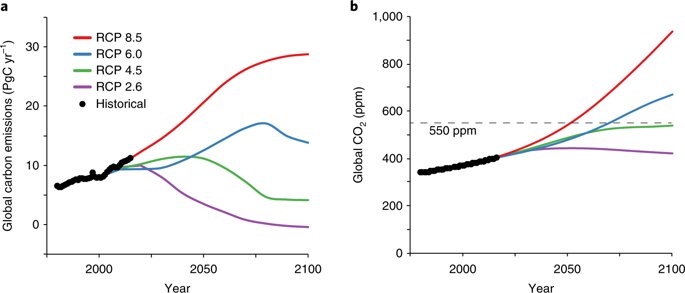 a
Global carbon emissions (PgC yr⁻¹)
30
20
10
0
RCP 8.5
RCP 6.0
RCP 4.5
RCP 2.6
Historical
2000
2050
2100
Year
b
Global CO₂ (ppm)
1,000
800
600
400
200
0
550 ppm
2000
2050
2100
Year